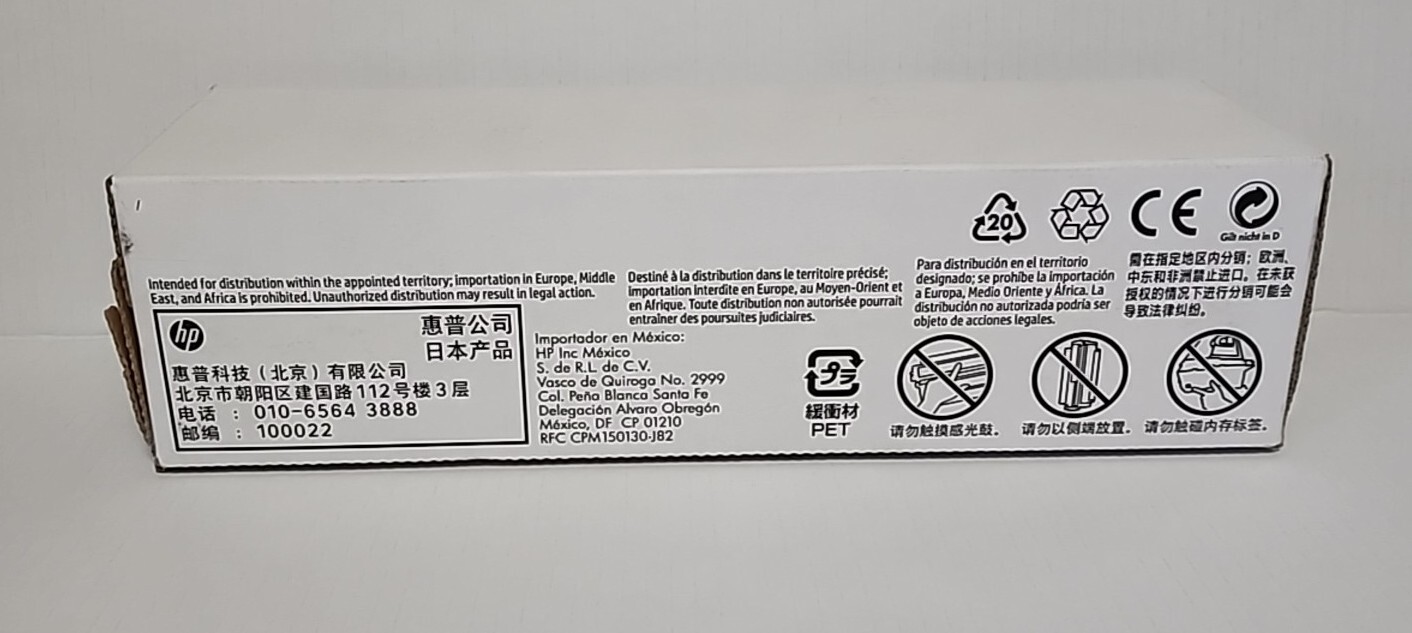 20
CE
Gilt nicht in D
Intended for distribution within the appointed territory; importation in Europe, Middle
East, and Africa is prohibited. Unauthorized distribution may result in legal action.
Destiné à la distribution dans le territoire précisé;
importation interdite en Europe, au Moyen-Orient et
en Afrique. Toute distribution non autorisée pourrait
entraîner des poursuites judiciaires.
Para distribución en el territorio
designado; se prohíbe la importación
a Europa, Medio Oriente y África. La
distribución no autorizada podría ser
objeto de acciones legales.
需在指定地区内分销；欧洲、
中东和非洲禁止进口。在未获
授权的情况下进行分销可能会
导致法律纠纷。
hp
惠普公司
日本产品
惠普科技（北京）有限公司
北京市朝阳区建国路112号楼3层
电话 : 010-6564 3888
邮编 : 100022
Importador en México:
HP Inc México
S. de R.L de C.V.
Vasco de Quiroga No. 2999
Col. Peña Blanca Santa Fe
Delegación Alvaro Obregón
México, DF CP 01210
RFC CPM150130-J82
プラ
緩衝材
PET
请勿触摸感光鼓.
请勿以侧端放置.
请勿触碰内存标签.